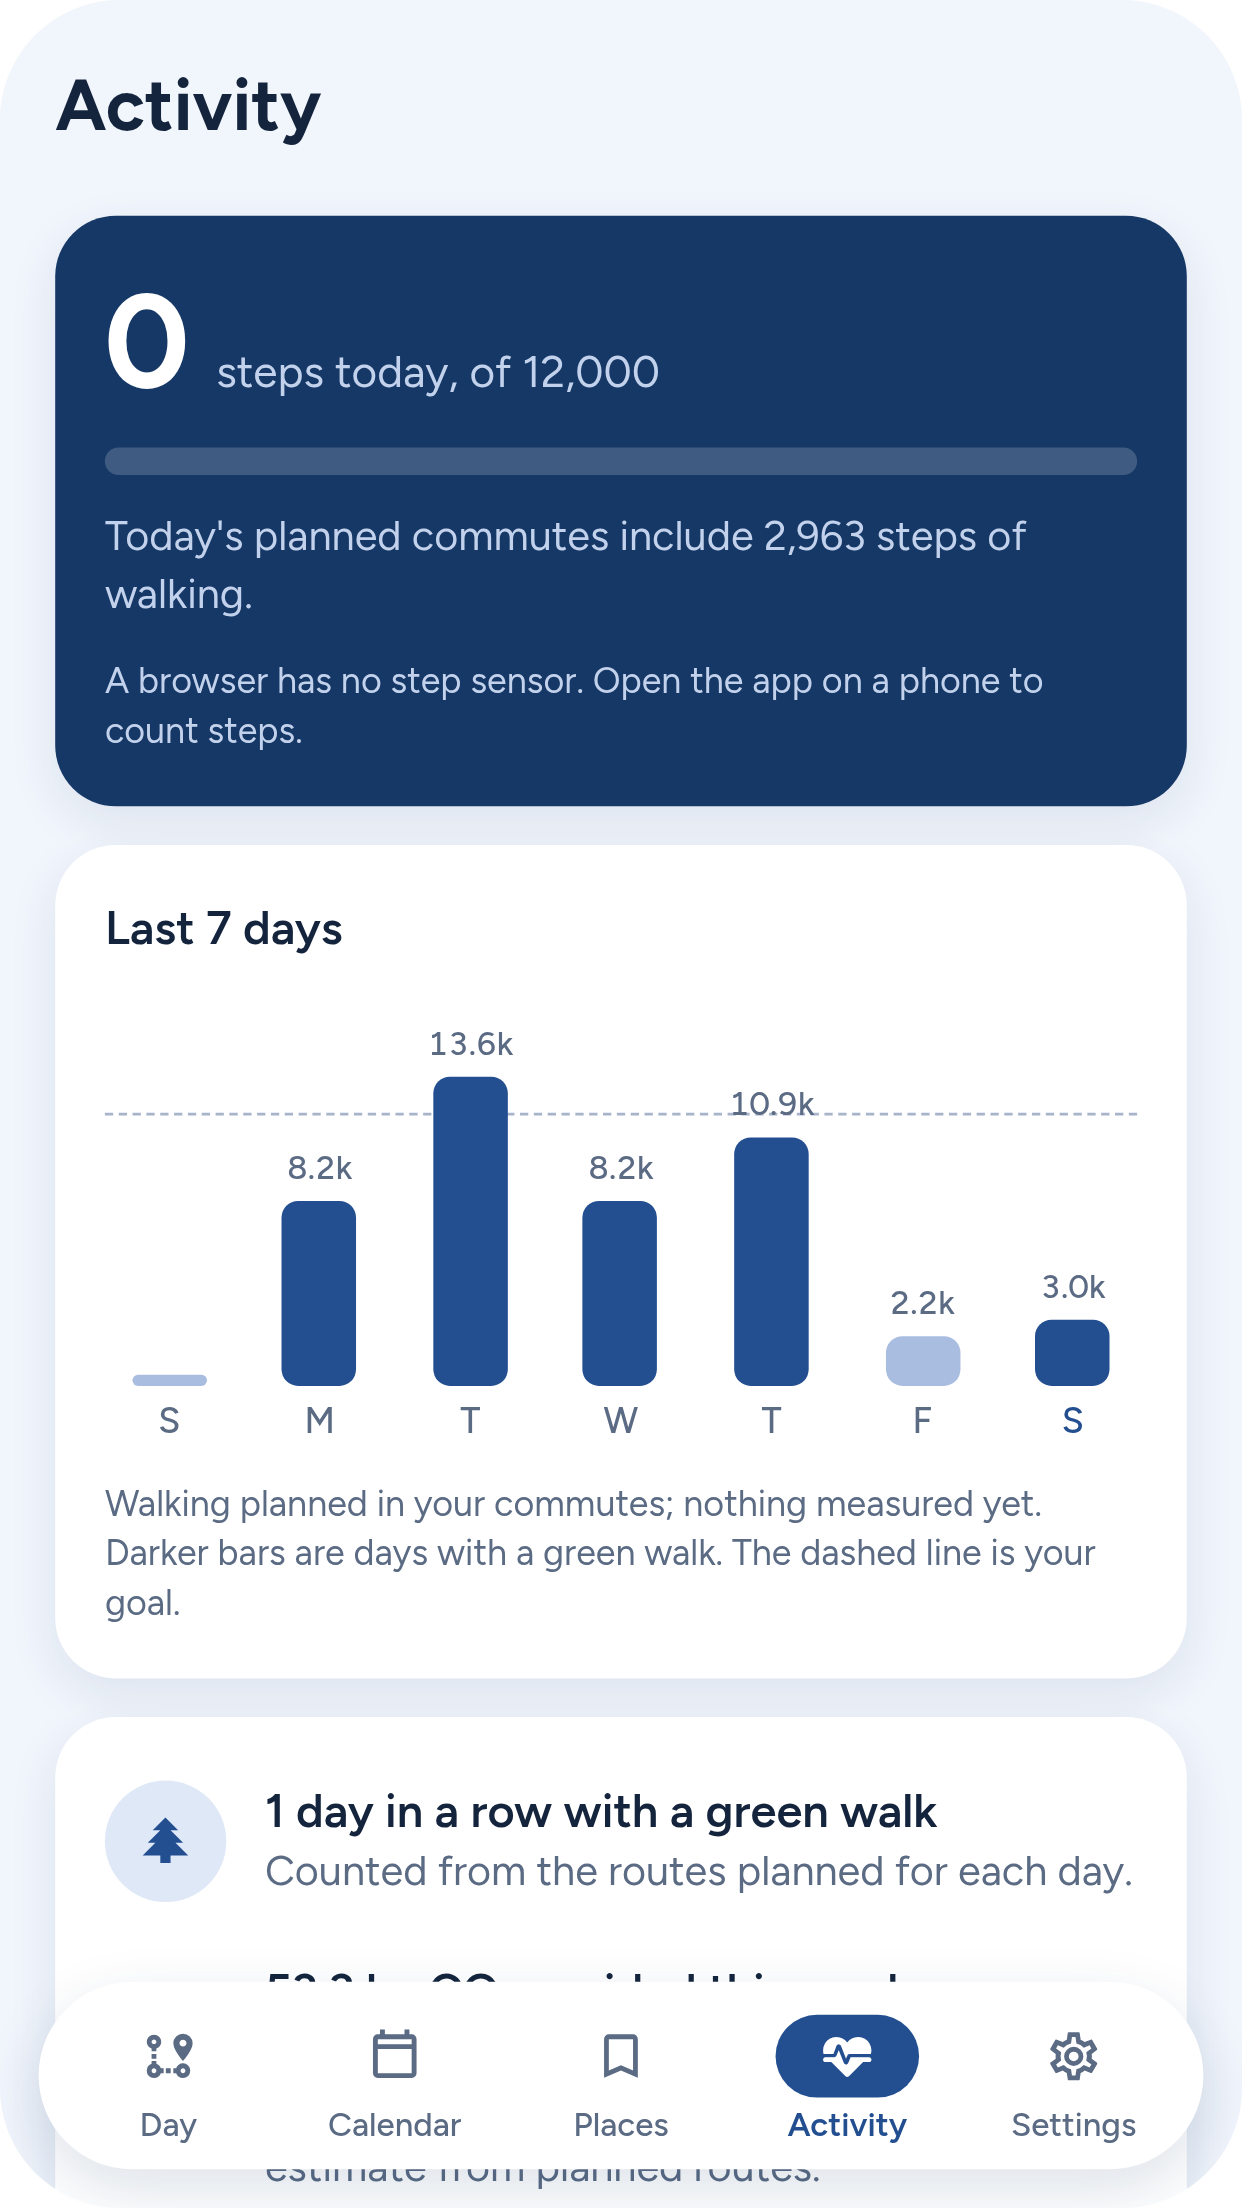 Activity
0 steps today, of 12,000
Today's planned commutes include 2,963 steps of
walking.
A browser has no step sensor. Open the app on a phone to
count steps.
Last 7 days
13.6k
10.9k
8.2k 8.2k
3.0k
2.2k
S M T W T F S
Walking planned in your commutes; nothing measured yet.
Darker bars are days with a green walk. The dashed line is your
goal.
1 day in a row with a green walk
Counted from the routes planned for each day.
Day Calendar Places Activity Settings
estimate from planned routes.